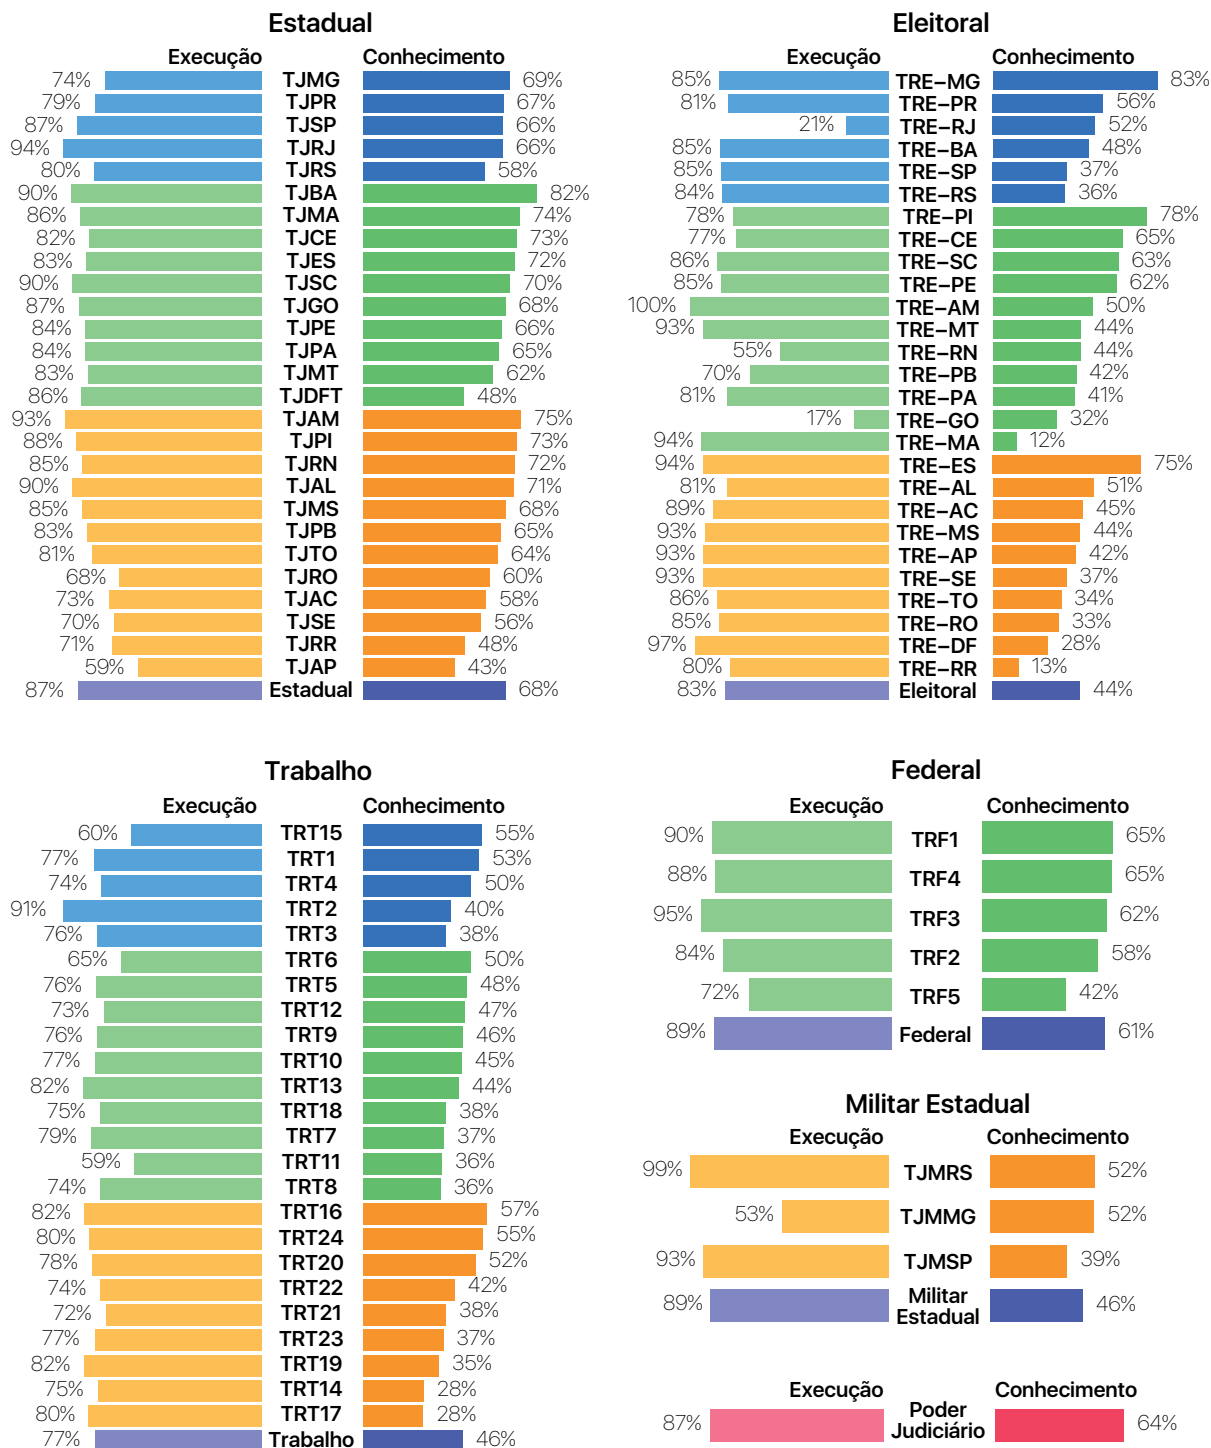 Estadual
Execução Conhecimento
74% TJMG 69%
79% TJPR 67%
87% TJSP 66%
94% TJRJ 66%
80% TJRS 58%
90% TJBA 82%
86% TJMA 74%
82% TJCE 73%
83% TJES 72%
90% TJSC 70%
87% TJGO 68%
84% TJPE 66%
84% TJPA 65%
83% TJMT 62%
86% TJDFT 48%
93% TJAM 75%
88% TJPI 73%
85% TJRN 72%
90% TJAL 71%
85% TJMS 68%
83% TJPB 65%
81% TJTO 64%
68% TJRO 60%
73% TJAC 58%
70% TJSE 56%
71% TJRR 48%
59% TJAP 43%
87% Estadual 68%
Eleitoral
Execução Conhecimento
85% TRE–MG 83%
81% TRE–PR 56%
21% TRE–RJ 52%
85% TRE–BA 48%
85% TRE–SP 37%
84% TRE–RS 36%
78% TRE–PI 78%
77% TRE–CE 65%
86% TRE–SC 63%
85% TRE–PE 62%
100% TRE–AM 50%
93% TRE–MT 44%
55% TRE–RN 44%
70% TRE–PB 42%
81% TRE–PA 41%
17% TRE–GO 32%
94% TRE–MA 12%
94% TRE–ES 75%
81% TRE–AL 51%
89% TRE–AC 45%
93% TRE–MS 44%
93% TRE–AP 42%
93% TRE–SE 37%
86% TRE–TO 34%
85% TRE–RO 33%
97% TRE–DF 28%
80% TRE–RR 13%
83% Eleitoral 44%
Trabalho
Execução Conhecimento
60% TRT15 55%
77% TRT1 53%
74% TRT4 50%
91% TRT2 40%
76% TRT3 38%
65% TRT6 50%
76% TRT5 48%
73% TRT12 47%
76% TRT9 46%
77% TRT10 45%
82% TRT13 44%
75% TRT18 38%
79% TRT7 37%
59% TRT11 36%
74% TRT8 36%
82% TRT16 57%
80% TRT24 55%
78% TRT20 52%
74% TRT22 42%
72% TRT21 38%
77% TRT23 37%
82% TRT19 35%
75% TRT14 28%
80% TRT17 28%
77% Trabalho 46%
Federal
Execução Conhecimento
90% TRF1 65%
88% TRF4 65%
95% TRF3 62%
84% TRF2 58%
72% TRF5 42%
89% Federal 61%
Militar Estadual
Execução Conhecimento
99% TJMRS 52%
53% TJMMG 52%
93% TJMSP 39%
89% Militar 46%
Estadual
Execução Conhecimento
87% Poder 64%
Judiciário